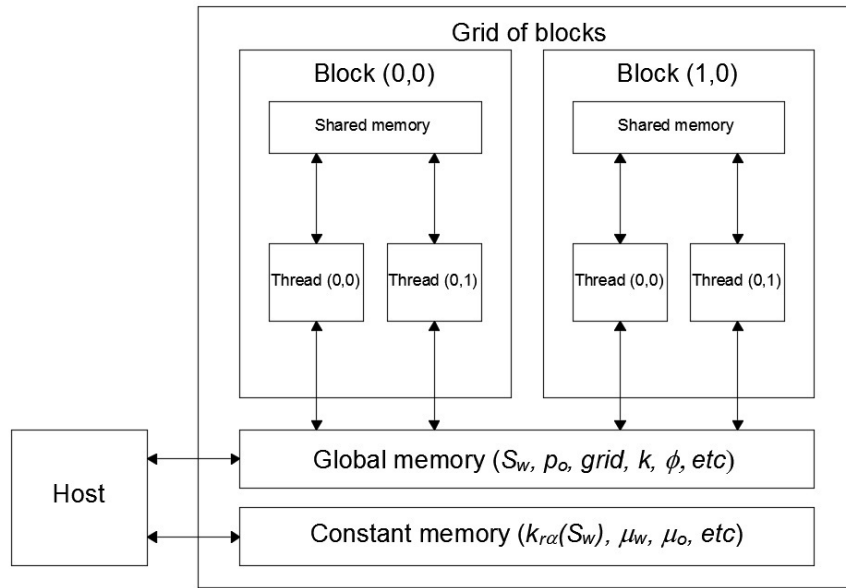 Grid of blocks
Block (0,0)
Block (1,0)
Shared memory
Shared memory
Thread (0,0)
Thread (0,1)
Thread (0,0)
Thread (0,1)
Host
Global memory (Sw, po, grid, k, ϕ, etc)
Constant memory (krα(Sw), μw, μo, etc)